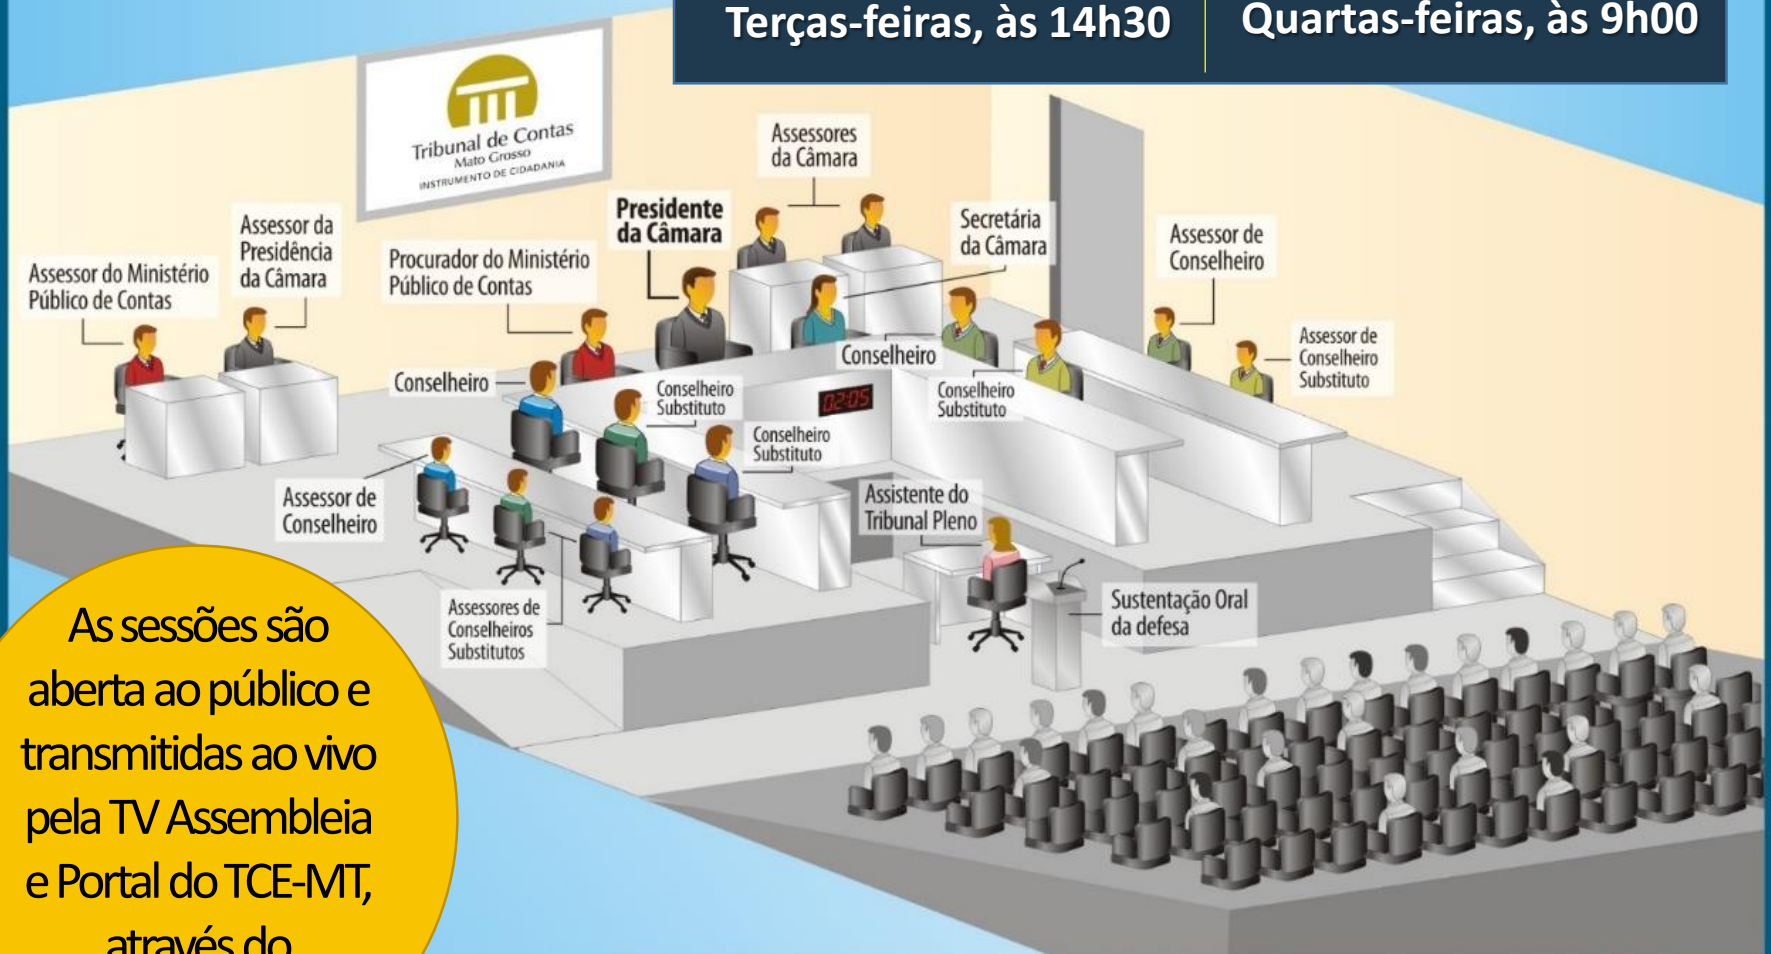 Terças-feiras, às 14h30
Quartas-feiras, às 9h00
Tribunal de Contas
Mato Grosso
INSTRUMENTO DE CIDADANIA
Assessores
da Câmara
Presidente
da Câmara
Secretária
da Câmara
Assessor da
Presidência
da Câmara
Assessor de
Conselheiro
Assessor do Ministério
Público de Contas
Procurador do Ministério
Público de Contas
Assessor de
Conselheiro
Substituto
Conselheiro
Conselheiro
Conselheiro
Substituto
Conselheiro
Substituto
02:05
Conselheiro
Substituto
Assessor de
Conselheiro
Assistente do
Tribunal Pleno
Assessores de
Conselheiros
Substitutos
Sustentação Oral
da defesa
As sessões são
aberta ao público e
transmitidas ao vivo
pela TV Assembleia
e Portal do TCE-MT,
através do